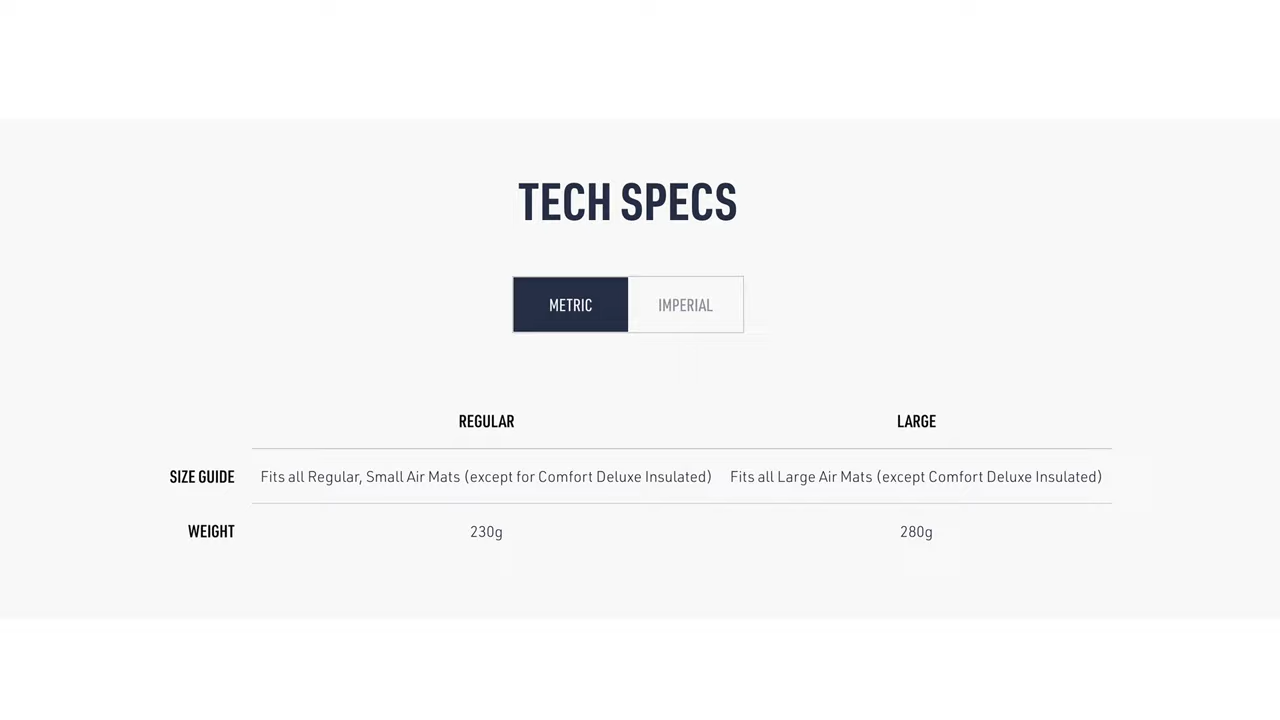 TECH SPECS
METRIC IMPERIAL
REGULAR LARGE
SIZE GUIDE Fits all Regular, Small Air Mats (except for Comfort Deluxe Insulated) Fits all Large Air Mats (except Comfort Deluxe Insulated)
WEIGHT 230g 280g